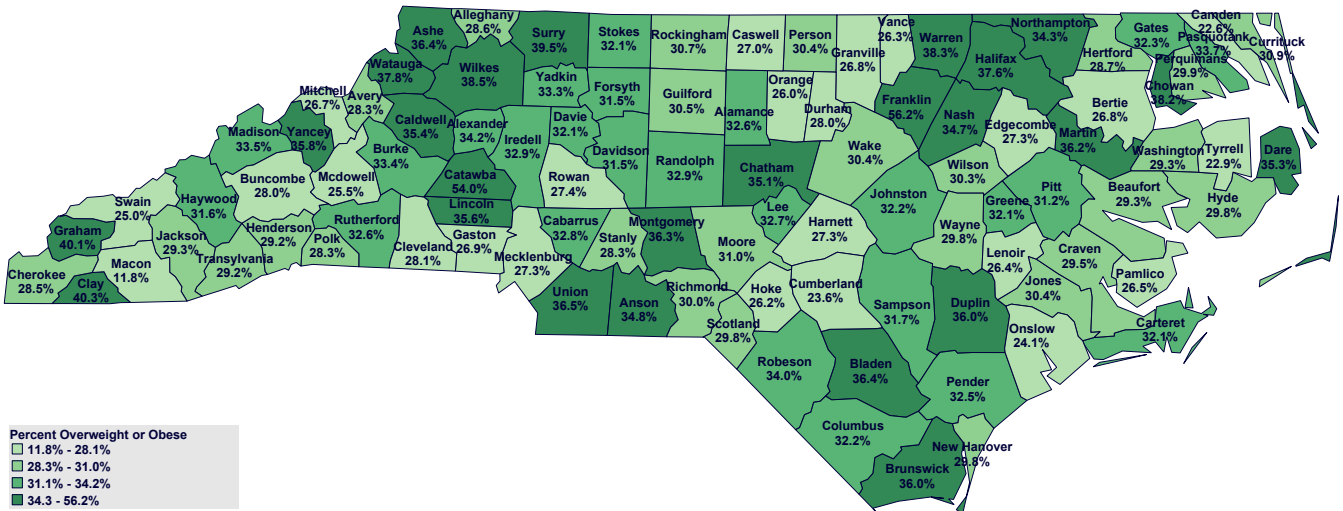 Alleghany
28.6%
Ashe
36.4%
Surry
39.5%
Stokes
32.1%
Rockingham
30.7%
Caswell
27.0%
Person
30.4%
Granville
26.8%
Vance
26.3%
Warren
38.3%
Northampton
34.3%
Halifax
37.6%
Hertford
28.7%
Gates
32.3%
Camden
22.6%
Pasquotank
33.7%
Currituck
30.9%
Perquimans
29.9%
Chowan
38.2%
Watauga
37.8%
Wilkes
38.5%
Yadkin
33.3%
Forsyth
31.5%
Guilford
30.5%
Alamance
32.6%
Orange
26.0%
Durham
28.0%
Franklin
56.2%
Nash
34.7%
Edgecombe
27.3%
Bertie
26.8%
Martin
36.2%
Washington
29.3%
Tyrrell
22.9%
Dare
35.3%
Mitchell
26.7%
Avery
28.3%
Caldwell
35.4%
Alexander
34.2%
Iredell
32.9%
Davie
32.1%
Davidson
31.5%
Randolph
32.9%
Chatham
35.1%
Wake
30.4%
Wilson
30.3%
Madison
33.5%
Yancey
35.8%
Burke
33.4%
Mcdowell
25.5%
Buncombe
28.0%
Haywood
31.6%
Swain
25.0%
Catawba
54.0%
Lincoln
35.6%
Rowan
27.4%
Johnston
32.2%
Greene
32.1%
Pitt
31.2%
Beaufort
29.3%
Hyde
29.8%
Graham
40.1%
Jackson
29.3%
Henderson
29.2%
Polk
28.3%
Rutherford
32.6%
Cleveland
28.1%
Gaston
26.9%
Mecklenburg
27.3%
Cabarrus
32.8%
Stanly
28.3%
Montgomery
36.3%
Moore
31.0%
Lee
32.7%
Harnett
27.3%
Wayne
29.8%
Lenoir
26.4%
Craven
29.5%
Pamlico
26.5%
Cherokee
28.5%
Clay
40.3%
Macon
11.8%
Transylvania
29.2%
Union
36.5%
Anson
34.8%
Richmond
30.0%
Scotland
29.8%
Hoke
26.2%
Cumberland
23.6%
Sampson
31.7%
Duplin
36.0%
Jones
30.4%
Onslow
24.1%
Carteret
32.1%
Robeson
34.0%
Bladen
36.4%
Pender
32.5%
Columbus
32.2%
New Hanover
29.8%
Brunswick
36.0%
Percent Overweight or Obese
11.8% - 28.1%
28.3% - 31.0%
31.1% - 34.2%
34.3 - 56.2%